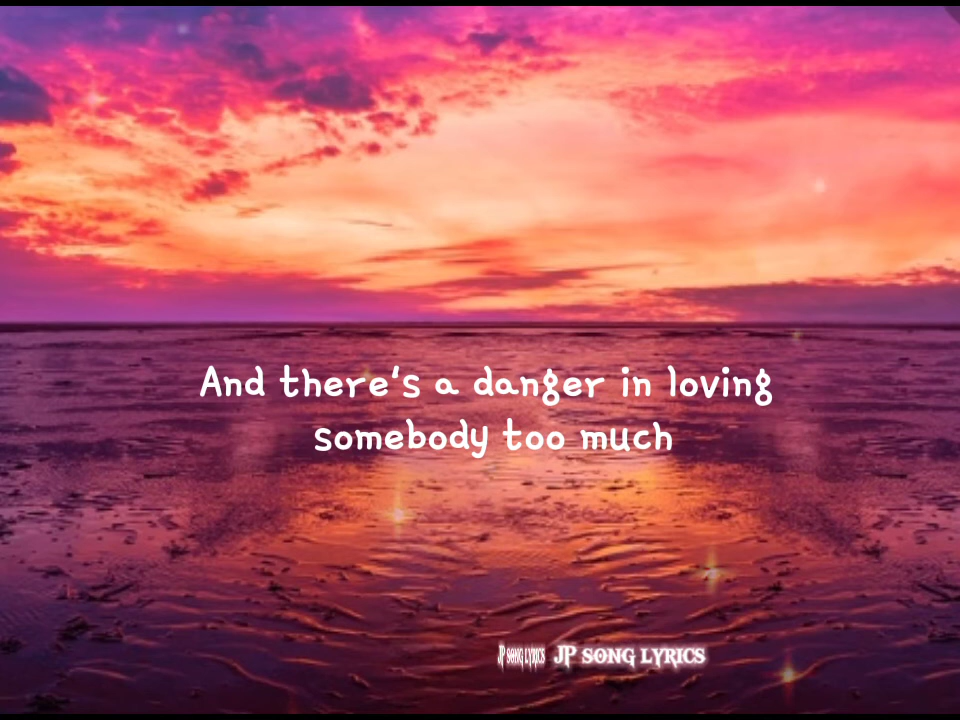 And there's a danger in loving
somebody too much
JP SONG LYRICS JP SONG LYRICS